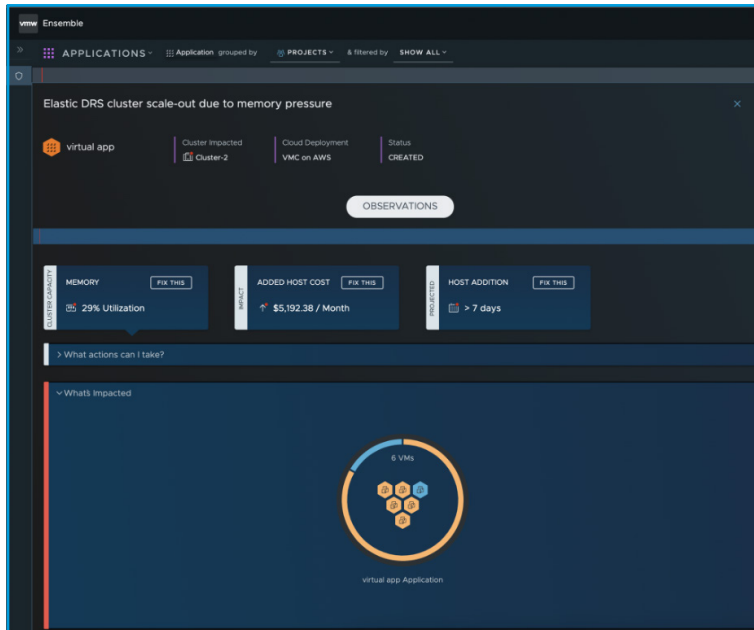 vmw Ensemble
APPLICATIONS Application grouped by PROJECTS & filtered by SHOW ALL
Elastic DRS cluster scale-out due to memory pressure
virtual app
Cluster Impacted
Cluster-2
Cloud Deployment
VMC on AWS
Status
CREATED
OBSERVATIONS
CLUSTER CAPACITY
MEMORY FIX THIS
29% Utilization
IMPACT
ADDED HOST COST FIX THIS
$5,192.38 / Month
PROJECTED
HOST ADDITION FIX THIS
> 7 days
What actions can I take?
What's Impacted
6 VMs
virtual app Application